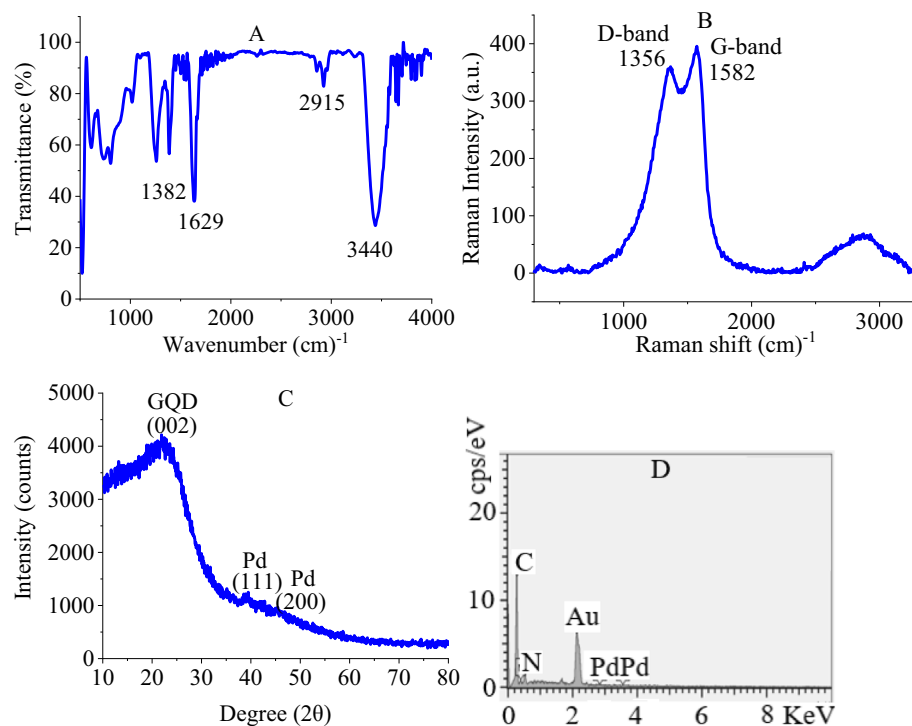 A
100
80
60
40
20
0
Transmittance (%)
1382
1629
2915
3440
1000
2000
3000
4000
Wavenumber (cm)-1
B
D-band
1356
G-band
1582
400
300
200
100
0
Raman Intensity (a.u.)
1000
2000
3000
Raman shift (cm)-1
C
5000
4000
3000
2000
1000
0
Intensity (counts)
GQD
(002)
Pd
(111)
Pd
(200)
10
20
30
40
50
60
70
80
Degree (2θ)
D
cps/eV
20
10
0
C
N
Au
Pd
Pd
0
2
4
6
8
KeV